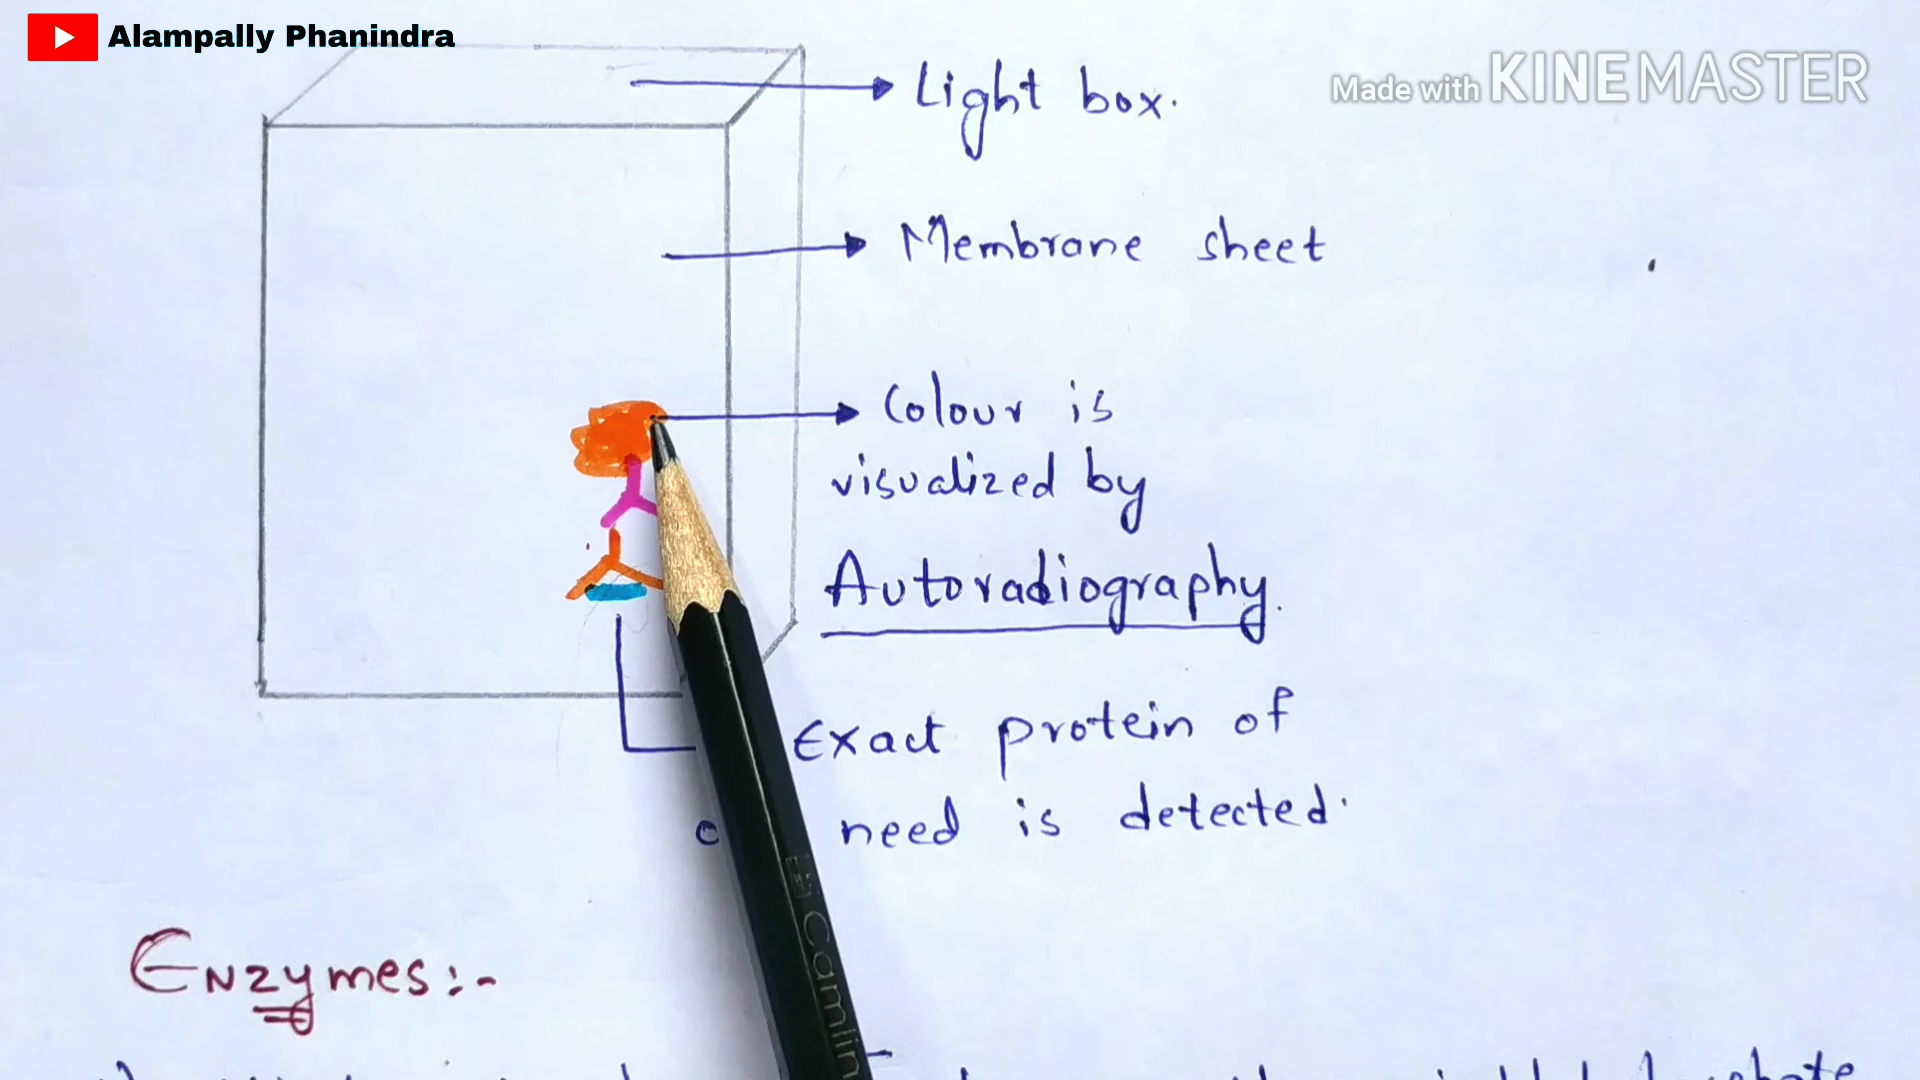 Alampally Phanindra
Made with KINEMASTER
Light box.
Membrane sheet
Colour is
visualized by
Autoradiography.
Exact protein of
need is detected.
Enzymes:-
Camlin